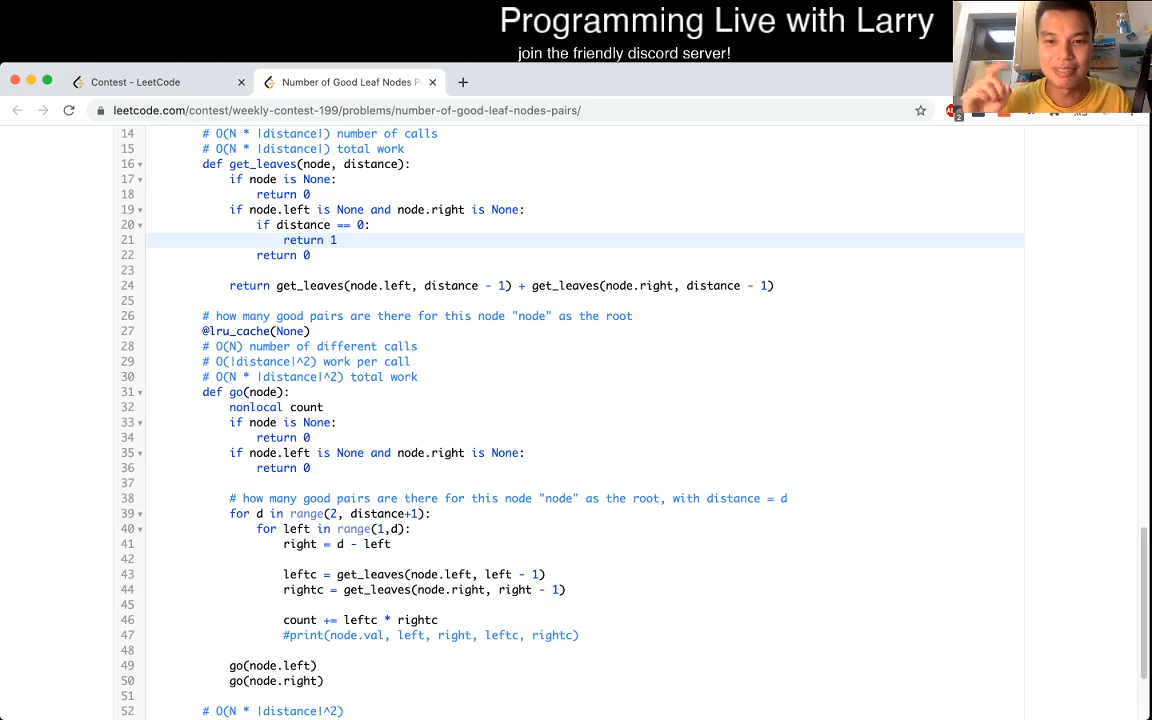 Programming Live with Larry
join the friendly discord server!
Contest - LeetCode
Number of Good Leaf Nodes P
leetcode.com/contest/weekly-contest-199/problems/number-of-good-leaf-nodes-pairs/
2
14 # O(N * |distance|) number of calls
15 # O(N * |distance|) total work
16 def get_leaves(node, distance):
17 if node is None:
18 return 0
19 if node.left is None and node.right is None:
20 if distance == 0:
21 return 1
22 return 0
23
24 return get_leaves(node.left, distance - 1) + get_leaves(node.right, distance - 1)
25
26 # how many good pairs are there for this node "node" as the root
27 @lru_cache(None)
28 # O(N) number of different calls
29 # O(|distance|^2) work per call
30 # O(N * |distance|^2) total work
31 def go(node):
32 nonlocal count
33 if node is None:
34 return 0
35 if node.left is None and node.right is None:
36 return 0
37
38 # how many good pairs are there for this node "node" as the root, with distance = d
39 for d in range(2, distance+1):
40 for left in range(1,d):
41 right = d - left
42
43 leftc = get_leaves(node.left, left - 1)
44 rightc = get_leaves(node.right, right - 1)
45
46 count += leftc * rightc
47 #print(node.val, left, right, leftc, rightc)
48
49 go(node.left)
50 go(node.right)
51
52 # O(N * |distance|^2)